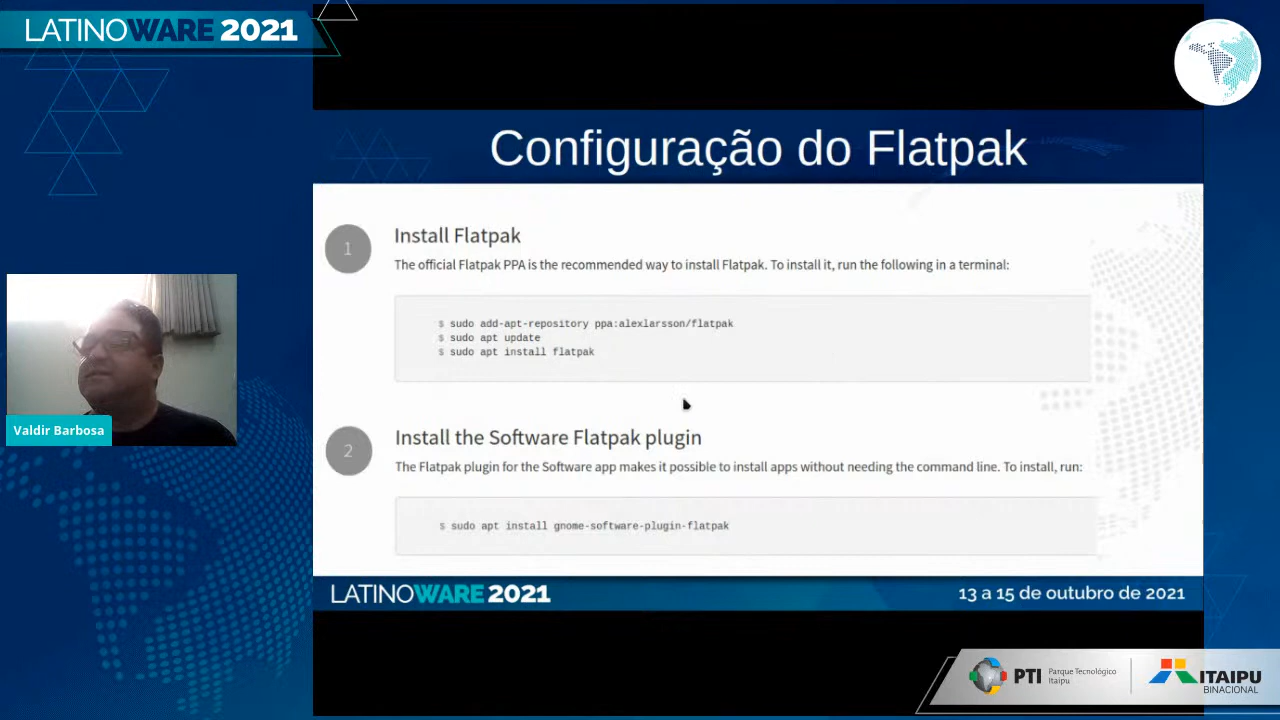 LATINOWARE 2021
Configuração do Flatpak
1
Install Flatpak
The official Flatpak PPA is the recommended way to install Flatpak. To install it, run the following in a terminal:
$ sudo add-apt-repository ppa:alexlarsson/flatpak
$ sudo apt update
$ sudo apt install flatpak
2
Install the Software Flatpak plugin
The Flatpak plugin for the Software app makes it possible to install apps without needing the command line. To install, run:
$ sudo apt install gnome-software-plugin-flatpak
Valdir Barbosa
LATINOWARE 2021
13 a 15 de outubro de 2021
PTI
Parque Tecnológico
Itaipu
ITAIPU
BINACIONAL